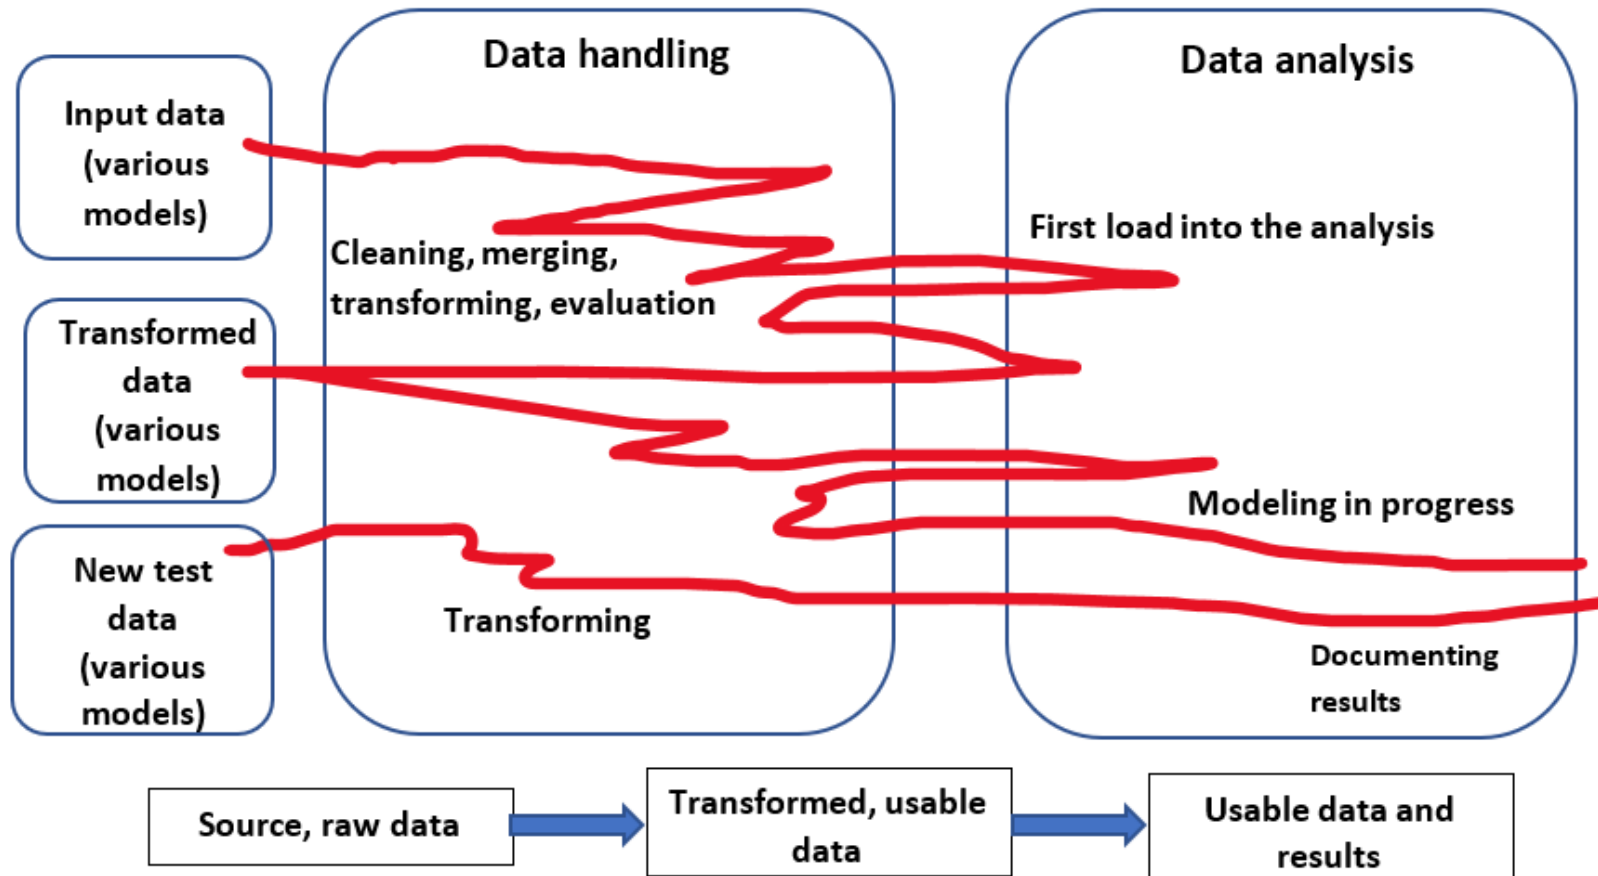 Data handling
Data analysis
Input data
(various
models)
First load into the analysis
Cleaning, merging,
transforming, evaluation
Transformed
data
(various
models)
Modeling in progress
New test
data
(various
models)
Transforming
Documenting
results
Source, raw data
Transformed, usable
data
Usable data and
results